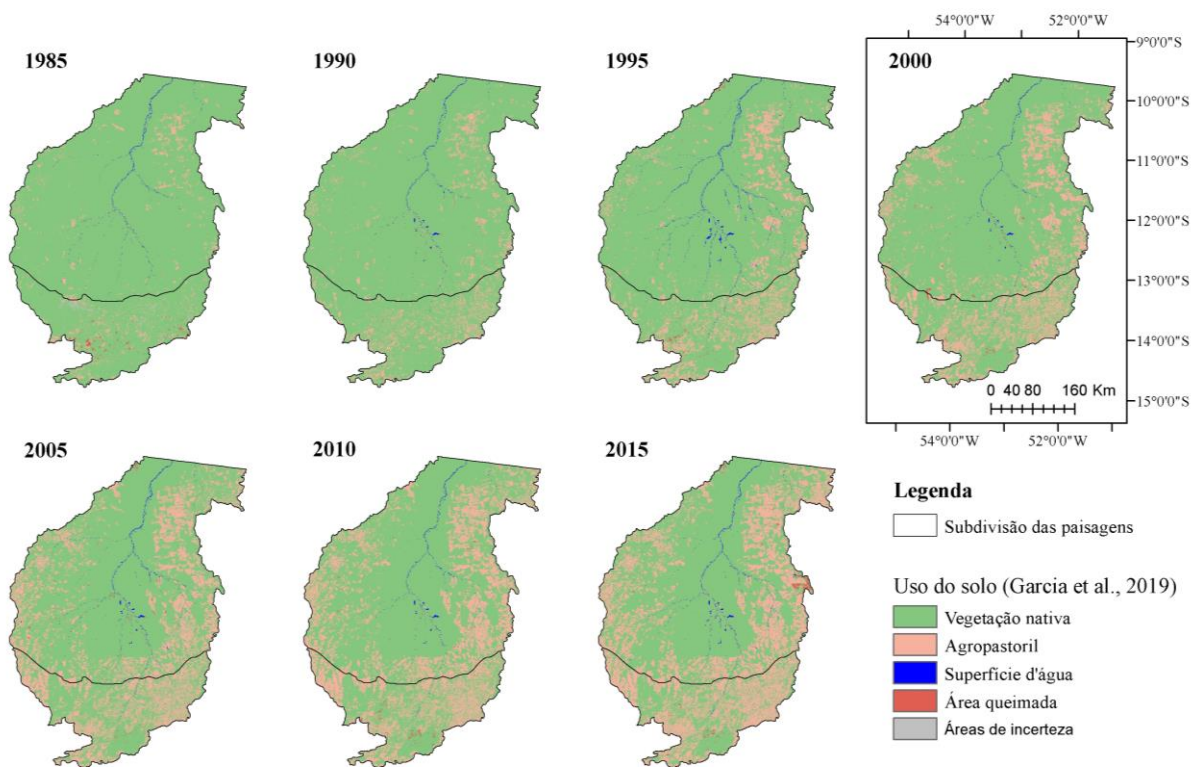 54°0'0"W 52°0'0"W
1985 1990 1995 2000
9°0'0"S
10°0'0"S
11°0'0"S
12°0'0"S
13°0'0"S
14°0'0"S
15°0'0"S
0 40 80 160 Km
54°0'0"W 52°0'0"W
2005 2010 2015
Legenda
Subdivisão das paisagens
Uso do solo (Garcia et al., 2019)
Vegetação nativa
Agropastoril
Superfície d'água
Área queimada
Áreas de incerteza